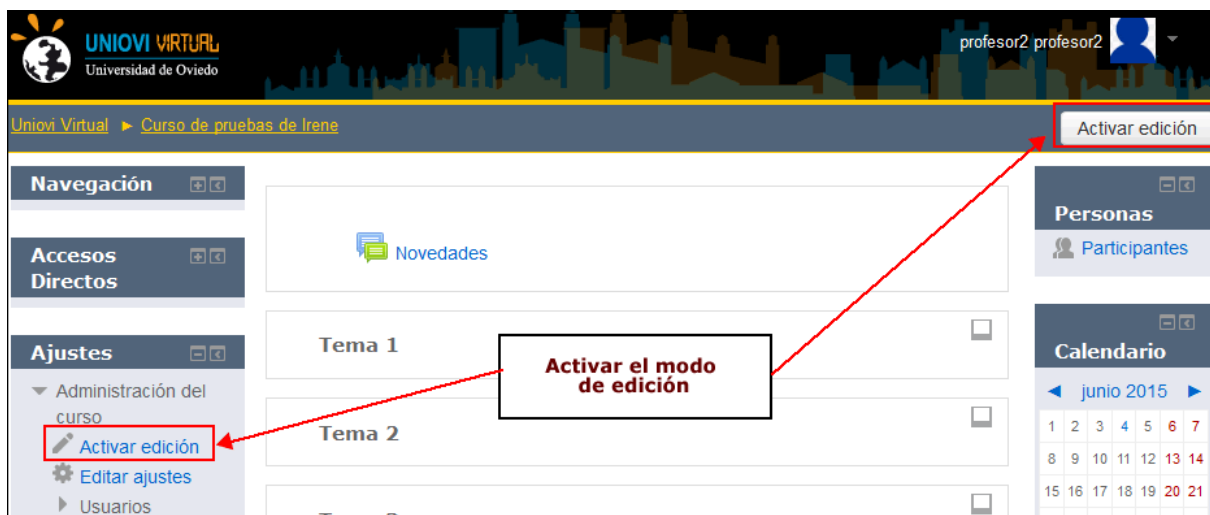 UNIOVI VIRTUAL
Universidad de Oviedo
profesor2 profesor2
Uniovi Virtual ► Curso de pruebas de Irene
Activar edición
Navegación
Accesos
Directos
Ajustes
Administración del
curso
Activar edición
Editar ajustes
Usuarios
Novedades
Tema 1
Activar el modo
de edición
Tema 2
Personas
Participantes
Calendario
◄ junio 2015 ►
1 2 3 4 5 6 7
8 9 10 11 12 13 14
15 16 17 18 19 20 21